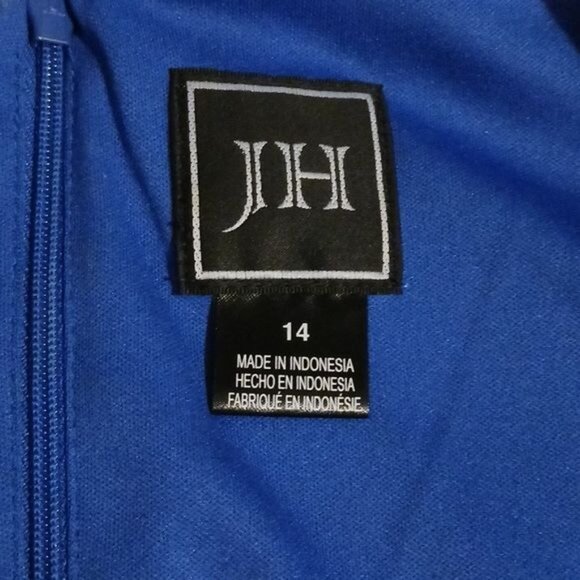 JH
14
MADE IN INDONESIA
HECHO EN INDONESIA
FABRIQUÉ EN INDONÉSIE